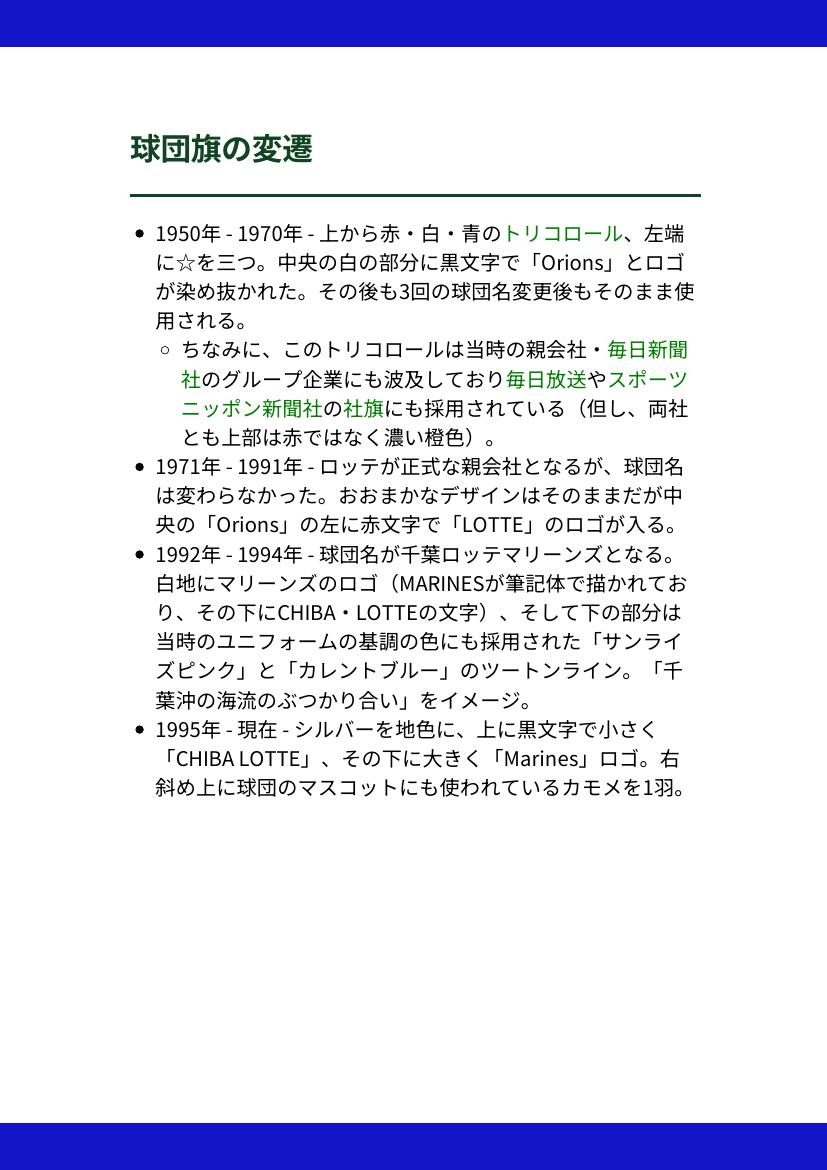 球団旗の変遷
• 1950年 - 1970年 - 上から赤・白・青のトリコロール、左端
に☆を三つ。中央の白の部分に黒文字で「Orions」とロゴ
が染め抜かれた。その後も3回の球団名変更後もそのまま使
用される。
○ ちなみに、このトリコロールは当時の親会社・毎日新聞
社のグループ企業にも波及しており毎日放送やスポーツ
ニッポン新聞社の社旗にも採用されている（但し、両社
とも上部は赤ではなく濃い橙色）。
• 1971年 - 1991年 - ロッテが正式な親会社となるが、球団名
は変わらなかった。おおまかなデザインはそのままだが中
央の「Orions」の左に赤文字で「LOTTE」のロゴが入る。
• 1992年 - 1994年 - 球団名が千葉ロッテマリーンズとなる。
白地にマリーンズのロゴ（MARINESが筆記体で描かれてお
り、その下にCHIBA・LOTTEの文字）、そして下の部分は
当時のユニフォームの基調の色にも採用された「サンライ
ズピンク」と「カレントブルー」のツートンライン。「千
葉沖の海流のぶつかり合い」をイメージ。
• 1995年 - 現在 - シルバーを地色に、上に黒文字で小さく
「CHIBA LOTTE」、その下に大きく「Marines」ロゴ。右
斜め上に球団のマスコットにも使われているカモメを1羽。